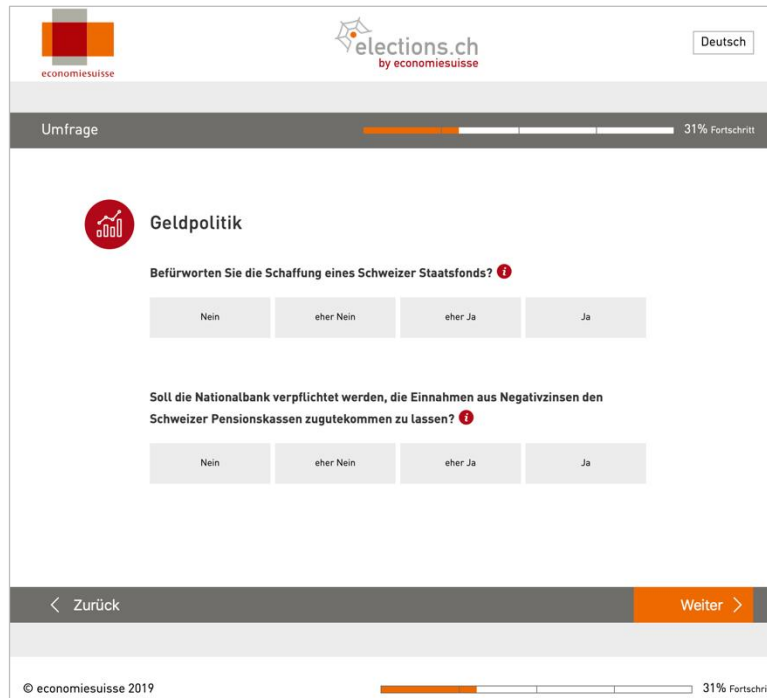 economiesuisse
elections.ch
by economiesuisse
Deutsch
Umfrage
31% Fortschritt
Geldpolitik
Befürworten Sie die Schaffung eines Schweizer Staatsfonds? i
Nein eher Nein eher Ja Ja
Soll die Nationalbank verpflichtet werden, die Einnahmen aus Negativzinsen den
Schweizer Pensionskassen zugutekommen zu lassen? i
Nein eher Nein eher Ja Ja
Zurück
Weiter
© economiesuisse 2019
31% Fortschri